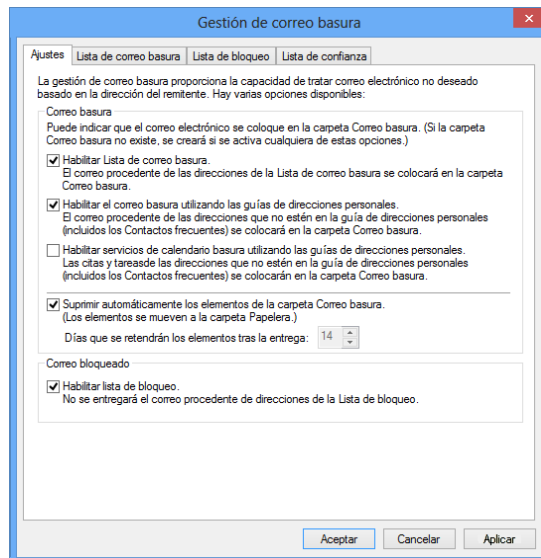 Gestión de correo basura
Ajustes
Lista de correo basura
Lista de bloqueo
Lista de confianza
La gestión de correo basura proporciona la capacidad de tratar correo electrónico no deseado
basado en la dirección del remitente. Hay varias opciones disponibles:
Correo basura
Puede indicar que el correo electrónico se coloque en la carpeta Correo basura. (Si la carpeta
Correo basura no existe, se creará si se activa cualquiera de estas opciones.)
Habilitar Lista de correo basura.
El correo procedente de las direcciones de la Lista de correo basura se colocará en la carpeta
Correo basura.
Habilitar el correo basura utilizando las guías de direcciones personales.
El correo procedente de las direcciones que no estén en la guía de direcciones personales
(incluidos los Contactos frecuentes) se colocará en la carpeta Correo basura.
Habilitar servicios de calendario basura utilizando las guías de direcciones personales.
Las citas y tareasde las direcciones que no estén en la guía de direcciones personales
(incluidos los Contactos frecuentes) se colocarán en la carpeta Correo basura.
Suprimir automáticamente los elementos de la carpeta Correo basura.
(Los elementos se mueven a la carpeta Papelera.)
Días que se retendrán los elementos tras la entrega: 14
Correo bloqueado
Habilitar lista de bloqueo.
No se entregará el correo procedente de direcciones de la Lista de bloqueo.
Aceptar
Cancelar
Aplicar